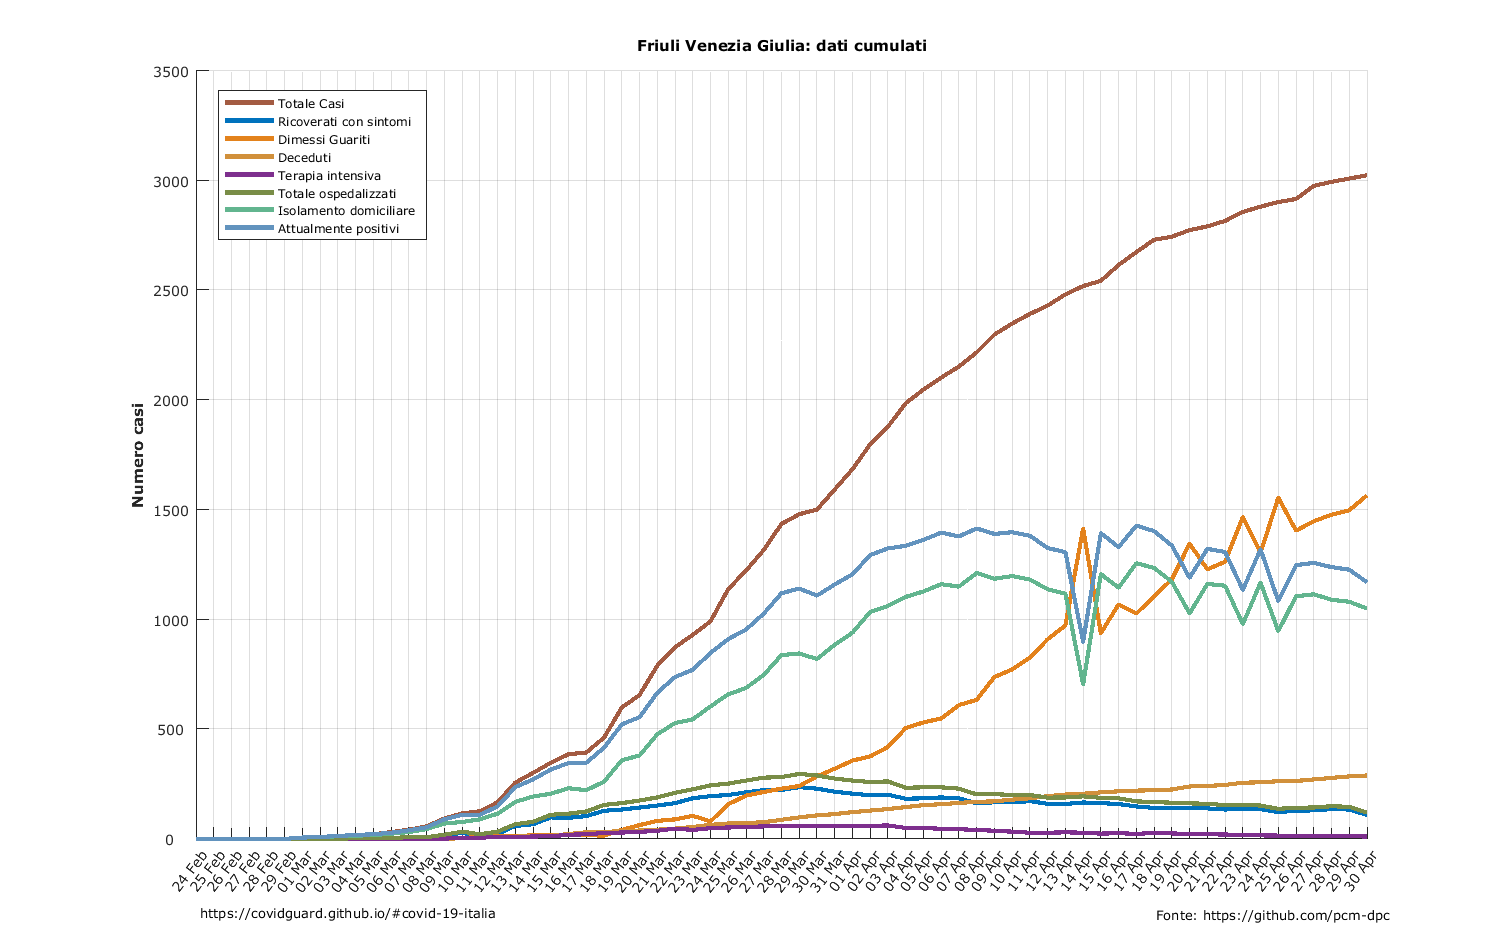 Friuli Venezia Giulia: dati cumulati
3500
3000
2500
2000
1500
1000
500
0
Numero casi
Totale Casi
Ricoverati con sintomi
Dimessi Guariti
Deceduti
Terapia intensiva
Totale ospedalizzati
Isolamento domiciliare
Attualmente positivi
24 Feb
25 Feb
26 Feb
27 Feb
28 Feb
29 Feb
01 Mar
02 Mar
03 Mar
04 Mar
05 Mar
06 Mar
07 Mar
08 Mar
09 Mar
10 Mar
11 Mar
12 Mar
13 Mar
14 Mar
15 Mar
16 Mar
17 Mar
18 Mar
19 Mar
20 Mar
21 Mar
22 Mar
23 Mar
24 Mar
25 Mar
26 Mar
27 Mar
28 Mar
29 Mar
30 Mar
31 Mar
01 Apr
02 Apr
03 Apr
04 Apr
05 Apr
06 Apr
07 Apr
08 Apr
09 Apr
10 Apr
11 Apr
12 Apr
13 Apr
14 Apr
15 Apr
16 Apr
17 Apr
18 Apr
19 Apr
20 Apr
21 Apr
22 Apr
23 Apr
24 Apr
25 Apr
26 Apr
27 Apr
28 Apr
29 Apr
30 Apr
https://covidguard.github.io/#covid-19-italia
Fonte: https://github.com/pcm-dpc